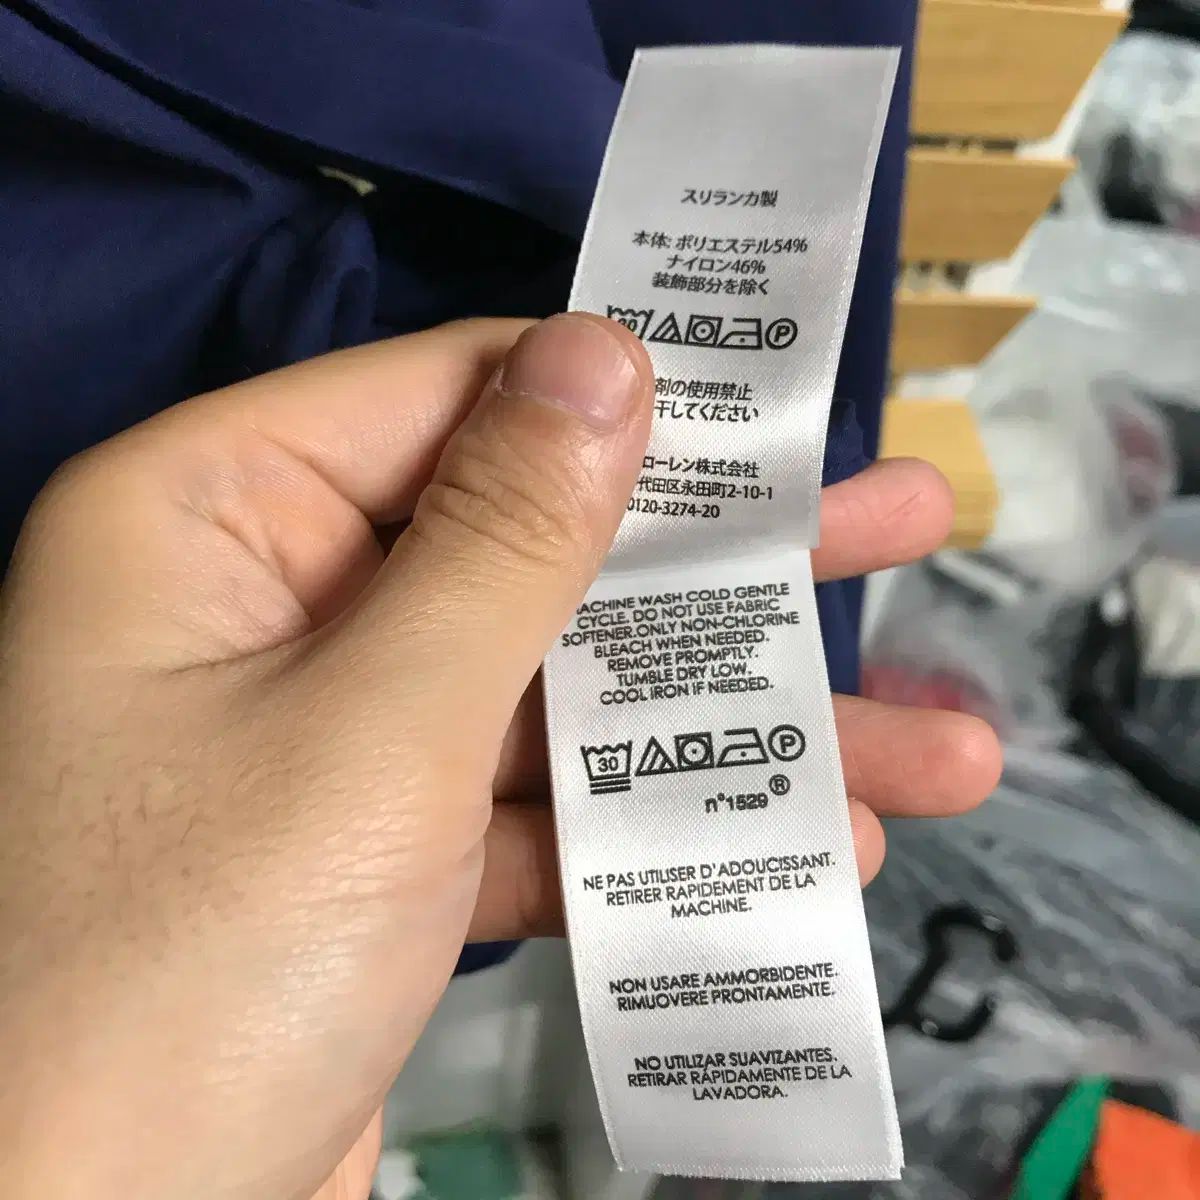 スリランカ製
本体: ポリエステル54%
ナイロン46%
装飾部分を除く
P
剤の使用禁止
干してください
ローレン株式会社
代田区永田町2-10-1
0120-3274-20
MACHINE WASH COLD GENTLE
CYCLE. DO NOT USE FABRIC
SOFTENER.ONLY NON-CHLORINE
BLEACH WHEN NEEDED.
REMOVE PROMPTLY.
TUMBLE DRY LOW.
COOL IRON IF NEEDED.
30 P
n°1529 ®
NE PAS UTILISER D'ADOUCISSANT.
RETIRER RAPIDEMENT DE LA
MACHINE.
NON USARE AMMORBIDENTE.
RIMUOVERE PRONTAMENTE.
NO UTILIZAR SUAVIZANTES.
RETIRAR RÁPIDAMENTE DE LA
LAVADORA.